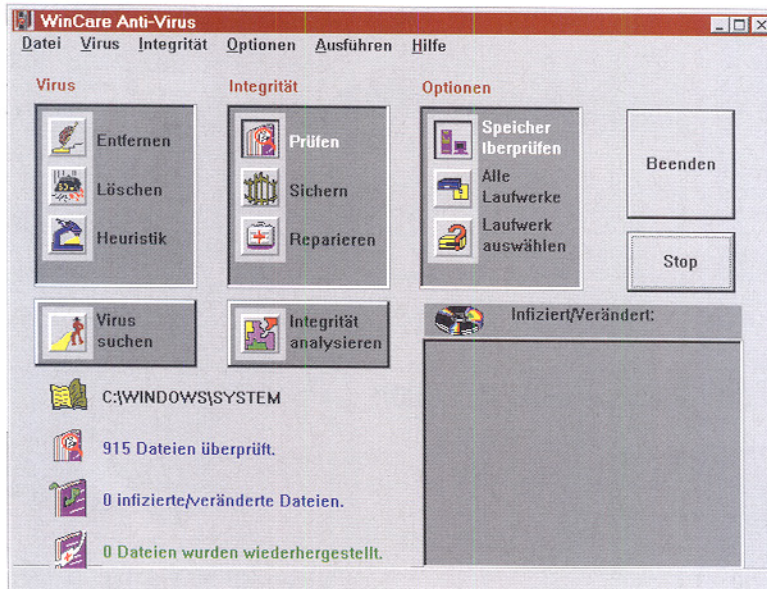 WinCare Anti-Virus
Datei Virus Integrität Optionen Ausführen Hilfe
Virus
Entfernen
Löschen
Heuristik
Integrität
Prüfen
Sichern
Reparieren
Optionen
Speicher
Iberprüfen
Alle
Laufwerke
Laufwerk
auswählen
Beenden
Stop
Virus
suchen
Integrität
analysieren
Infiziert/Verändert:
C:\WINDOWS\SYSTEM
915 Dateien überprüft.
0 infizierte/veränderte Dateien.
0 Dateien wurden wiederhergestellt.